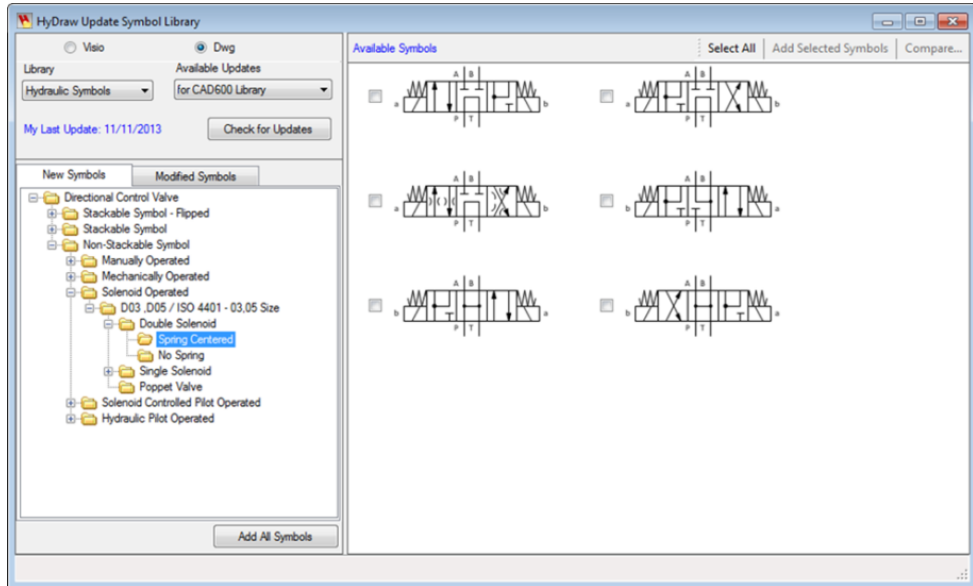 HyDraw Update Symbol Library
Visio Dwg
Library Available Updates
Hydraulic Symbols for CAD600 Library
My Last Update: 11/11/2013 Check for Updates
New Symbols Modified Symbols
Directional Control Valve
Stackable Symbol - Flipped
Stackable Symbol
Non-Stackable Symbol
Manually Operated
Mechanically Operated
Solenoid Operated
D03 ,D05 / ISO 4401 - 03,05 Size
Double Solenoid
Spring Centered
No Spring
Single Solenoid
Poppet Valve
Solenoid Controlled Pilot Operated
Hydraulic Pilot Operated
Add All Symbols
Available Symbols Select All Add Selected Symbols Compare...
A B A B
a b a b
P T P T
A B A B
a b b a
P T P T
A B A B
b a b a
P T P T